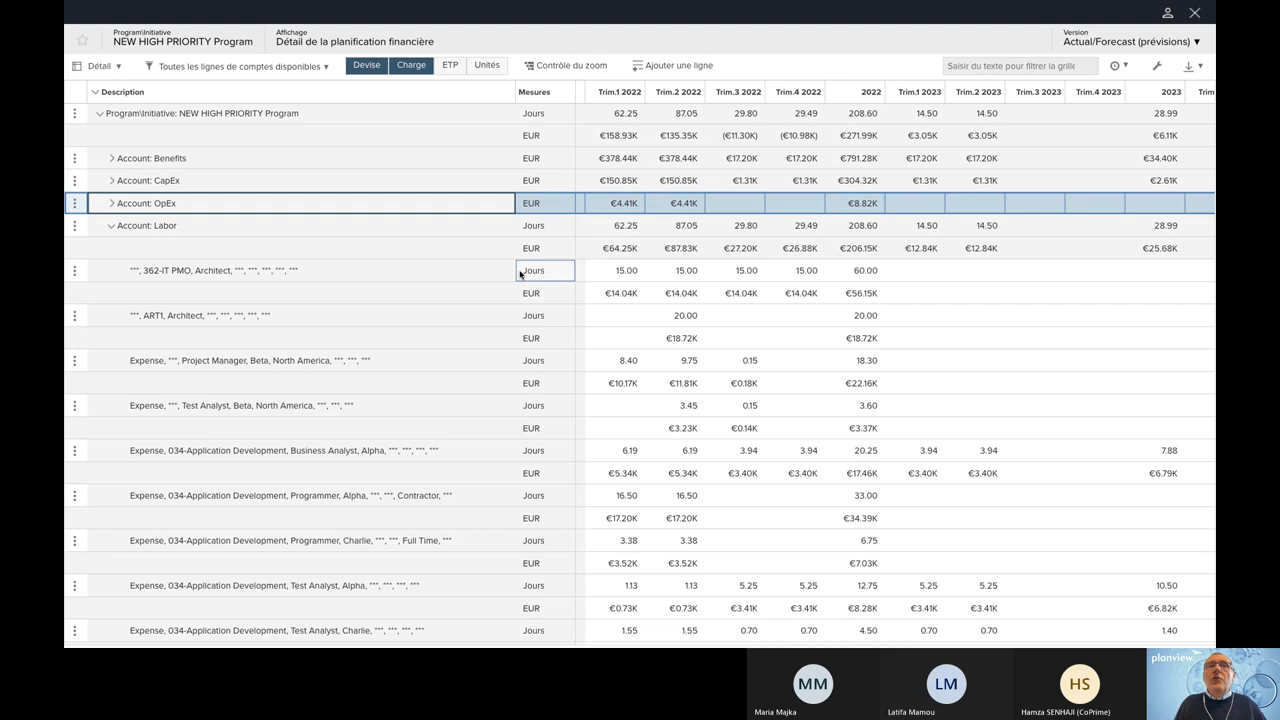 Program\Initiative
NEW HIGH PRIORITY Program
Affichage
Détail de la planification financière
Version
Actual/Forecast (prévisions) ▼
Détail ▼ Toutes les lignes de comptes disponibles ▼ Devise Charge ETP Unités Contrôle du zoom Ajouter une ligne Saisir du texte pour filtrer la grille
Description Mesures Trim.1 2022 Trim.2 2022 Trim.3 2022 Trim.4 2022 2022 Trim.1 2023 Trim.2 2023 Trim.3 2023 Trim.4 2023 2023 Trim
Program\Initiative: NEW HIGH PRIORITY Program Jours 62.25 87.05 29.80 29.49 208.60 14.50 14.50 28.99
EUR €158.93K €135.35K (€11.30K) (€10.98K) €271.99K €3.05K €3.05K €6.11K
Account: Benefits EUR €378.44K €378.44K €17.20K €17.20K €791.28K €17.20K €17.20K €34.40K
Account: CapEx EUR €150.85K €150.85K €1.31K €1.31K €304.32K €1.31K €1.31K €2.61K
Account: OpEx EUR €4.41K €4.41K €8.82K
Account: Labor Jours 62.25 87.05 29.80 29.49 208.60 14.50 14.50 28.99
EUR €64.25K €87.83K €27.20K €26.88K €206.15K €12.84K €12.84K €25.68K
***, 362-IT PMO, Architect, ***, ***, ***, ***, *** Jours 15.00 15.00 15.00 15.00 60.00
EUR €14.04K €14.04K €14.04K €14.04K €56.15K
***, ART1, Architect, ***, ***, ***, ***, *** Jours 20.00 20.00
EUR €18.72K €18.72K
Expense, ***, Project Manager, Beta, North America, ***, ***, *** Jours 8.40 9.75 0.15 18.30
EUR €10.17K €11.81K €0.18K €22.16K
Expense, ***, Test Analyst, Beta, North America, ***, ***, *** Jours 3.45 0.15 3.60
EUR €3.23K €0.14K €3.37K
Expense, 034-Application Development, Business Analyst, Alpha, ***, ***, ***, *** Jours 6.19 6.19 3.94 3.94 20.25 3.94 3.94 7.88
EUR €5.34K €5.34K €3.40K €3.40K €17.46K €3.40K €3.40K €6.79K
Expense, 034-Application Development, Programmer, Alpha, ***, ***, Contractor, *** Jours 16.50 16.50 33.00
EUR €17.20K €17.20K €34.39K
Expense, 034-Application Development, Programmer, Charlie, ***, ***, Full Time, *** Jours 3.38 3.38 6.75
EUR €3.52K €3.52K €7.03K
Expense, 034-Application Development, Test Analyst, Alpha, ***, ***, ***, *** Jours 1.13 1.13 5.25 5.25 12.75 5.25 5.25 10.50
EUR €0.73K €0.73K €3.41K €3.41K €8.28K €3.41K €3.41K €6.82K
Expense, 034-Application Development, Test Analyst, Charlie, ***, ***, ***, *** Jours 1.55 1.55 0.70 0.70 4.50 0.70 0.70 1.40
planview
MM LM HS
Maria Majka Latifa Mamou Hamza SENHAJI (CoPrime)